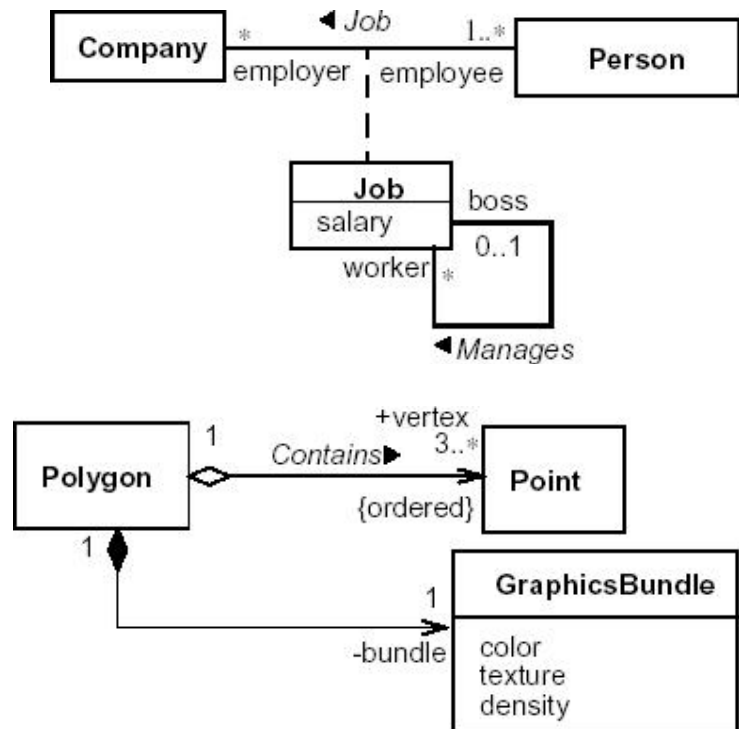 ◀ Job
Company * 1..* Person
employer employee
Job
salary
boss
0..1
worker *
◀ Manages
+vertex
1 Contains▶ 3..*
Polygon Point
{ordered}
1
GraphicsBundle
1
-bundle
color
texture
density